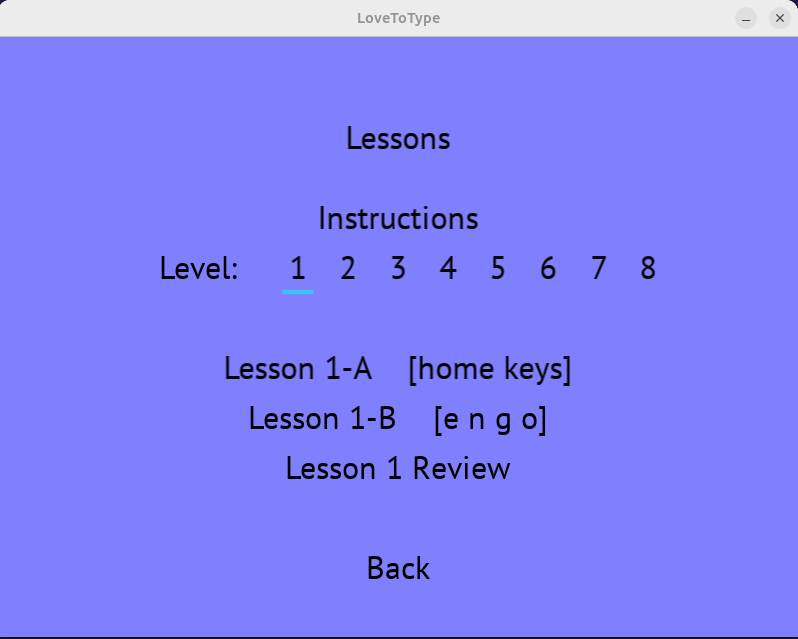 LoveToType
Lessons
Instructions
Level: 1 2 3 4 5 6 7 8
Lesson 1-A [home keys]
Lesson 1-B [e n g o]
Lesson 1 Review
Back